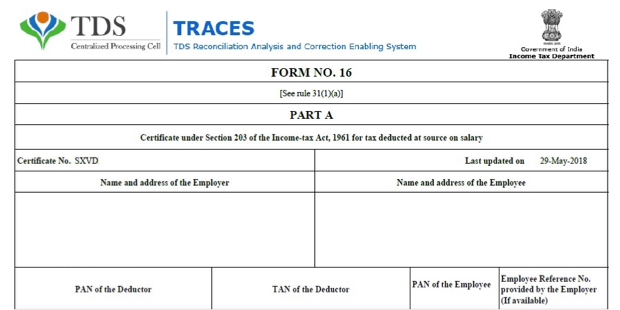 TDS
Centralized Processing Cell
TRACES
TDS Reconciliation Analysis and Correction Enabling System
Government of India
Income Tax Department
FORM NO. 16
[See rule 31(1)(a)]
PART A
Certificate under Section 203 of the Income-tax Act, 1961 for tax deducted at source on salary
Certificate No. SXVD
Last updated on 29-May-2018
Name and address of the Employer
Name and address of the Employee
PAN of the Deductor
TAN of the Deductor
PAN of the Employee
Employee Reference No.
provided by the Employer
(If available)